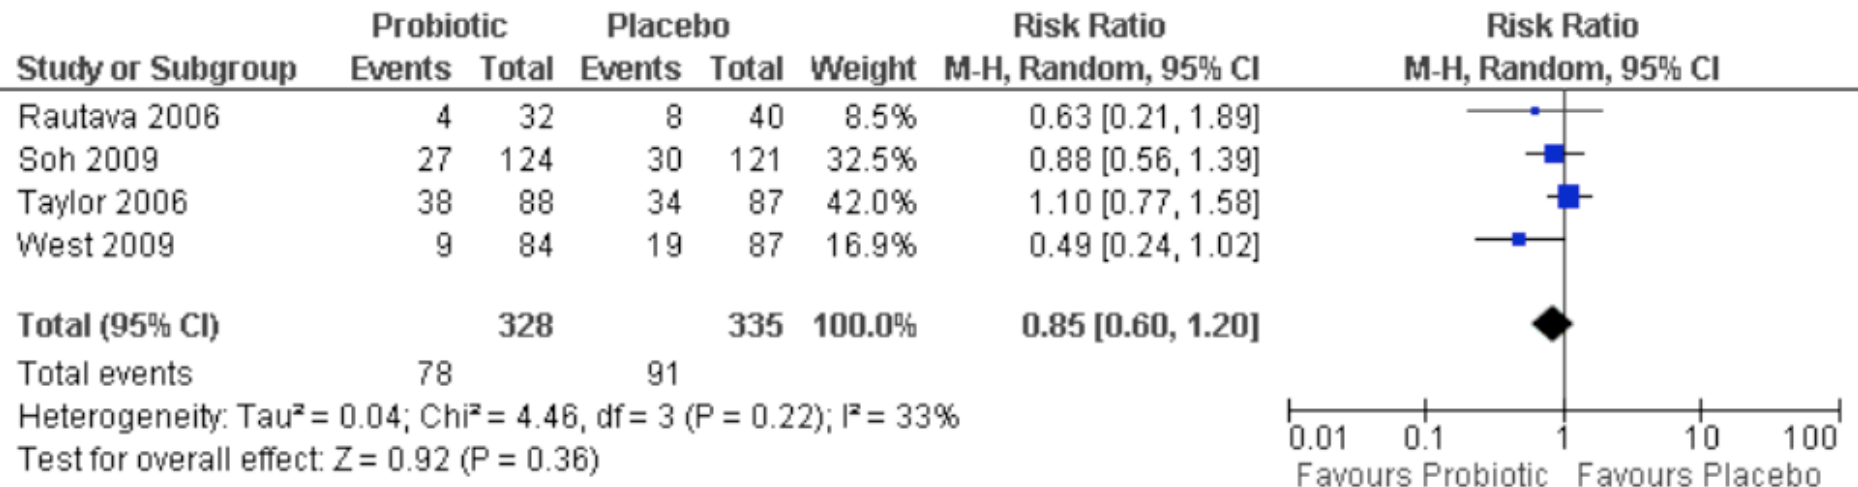 Probiotic Placebo Risk Ratio Risk Ratio
Study or Subgroup Events Total Events Total Weight M-H, Random, 95% CI M-H, Random, 95% CI
Rautava 2006 4 32 8 40 8.5% 0.63 [0.21, 1.89]
Soh 2009 27 124 30 121 32.5% 0.88 [0.56, 1.39]
Taylor 2006 38 88 34 87 42.0% 1.10 [0.77, 1.58]
West 2009 9 84 19 87 16.9% 0.49 [0.24, 1.02]
Total (95% CI) 328 335 100.0% 0.85 [0.60, 1.20]
Total events 78 91
Heterogeneity: Tau² = 0.04; Chi² = 4.46, df = 3 (P = 0.22); I² = 33%
Test for overall effect: Z = 0.92 (P = 0.36)
0.01 0.1 1 10 100
Favours Probiotic Favours Placebo